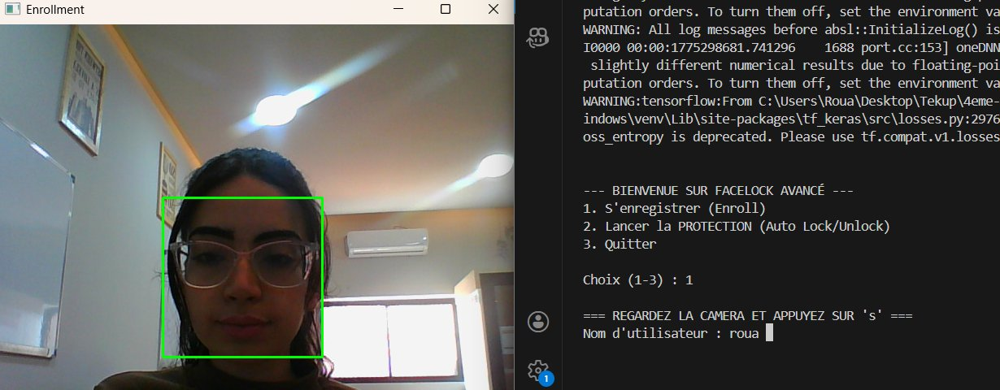 Enrollment
putation orders. To turn them off, set the environment va
WARNING: All log messages before absl::InitializeLog() is
I0000 00:00:1775298681.741296    1688 port.cc:153] oneDNN
slightly different numerical results due to floating-poi
putation orders. To turn them off, set the environment va
WARNING:tensorflow:From C:\Users\Roua\Desktop\Tekup\4eme-
indows\venv\Lib\site-packages\tf_keras\src\losses.py:2976
oss_entropy is deprecated. Please use tf.compat.v1.losses
--- BIENVENUE SUR FACELOCK AVANCÉ ---
1. S'enregistrer (Enroll)
2. Lancer la PROTECTION (Auto Lock/Unlock)
3. Quitter
Choix (1-3) : 1
=== REGARDEZ LA CAMERA ET APPUYEZ SUR 's' ===
Nom d'utilisateur : roua
1